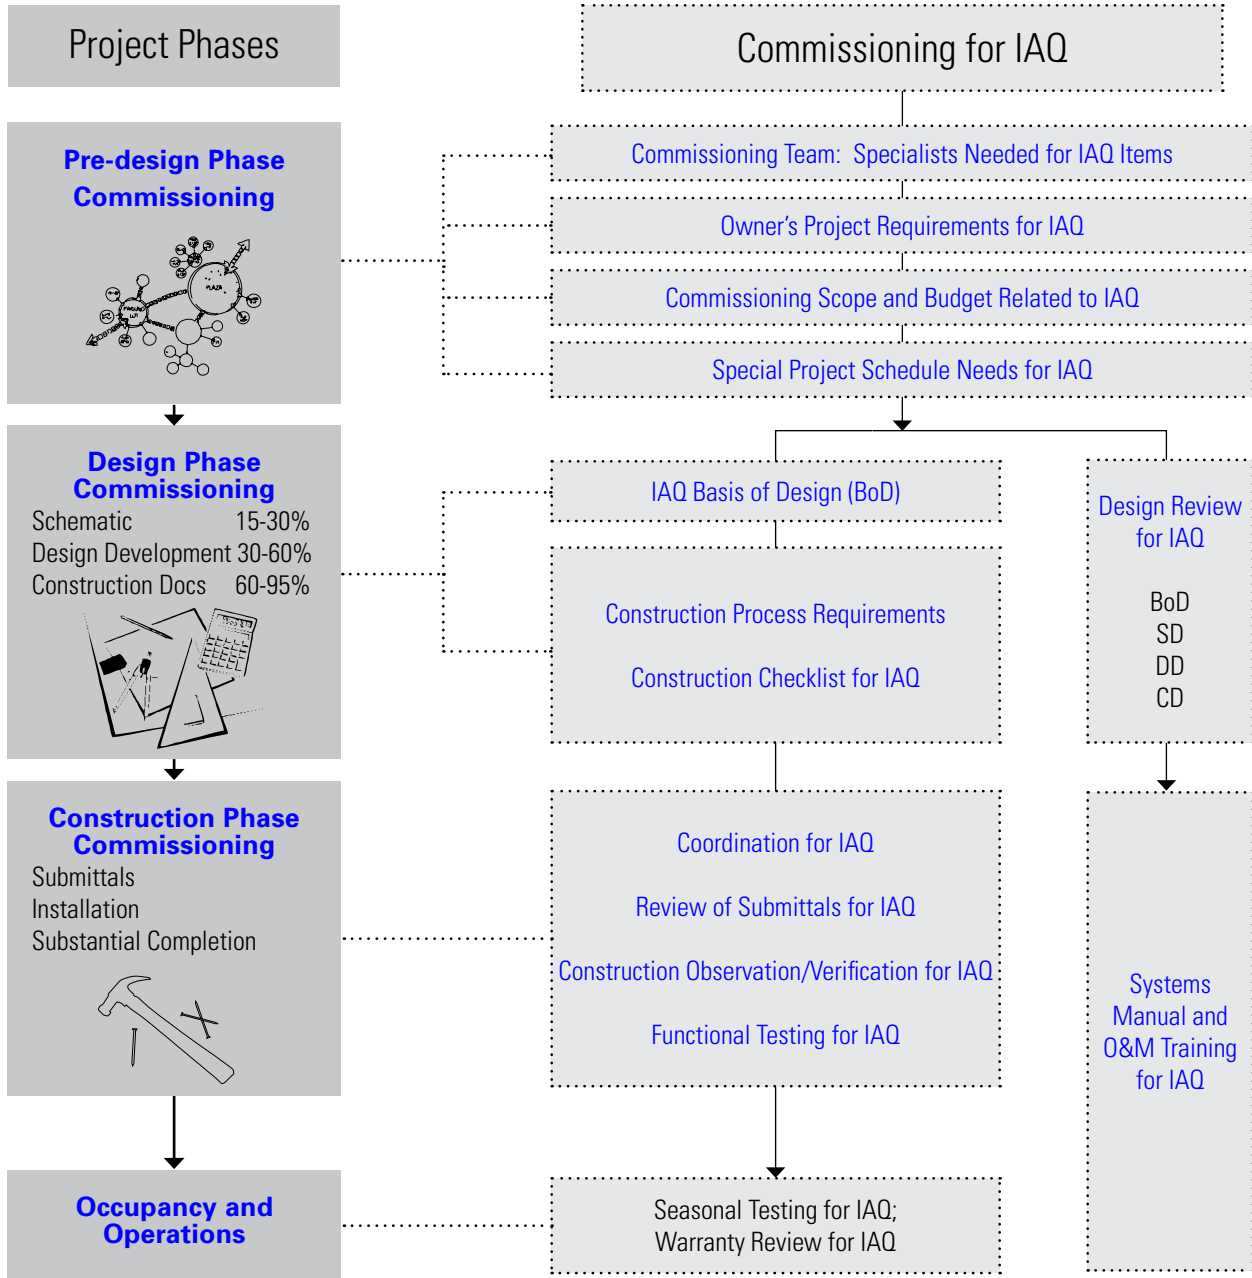 Project Phases
Commissioning for IAQ
Pre-design Phase
Commissioning
PLAZA
Commissioning Team: Specialists Needed for IAQ Items
Owner's Project Requirements for IAQ
Commissioning Scope and Budget Related to IAQ
Special Project Schedule Needs for IAQ
Design Phase
Commissioning
Schematic 15-30%
Design Development 30-60%
Construction Docs 60-95%
IAQ Basis of Design (BoD)
Construction Process Requirements
Construction Checklist for IAQ
Design Review
for IAQ
BoD
SD
DD
CD
Construction Phase
Commissioning
Submittals
Installation
Substantial Completion
Coordination for IAQ
Review of Submittals for IAQ
Construction Observation/Verification for IAQ
Functional Testing for IAQ
Systems
Manual and
O&M Training
for IAQ
Occupancy and
Operations
Seasonal Testing for IAQ;
Warranty Review for IAQ